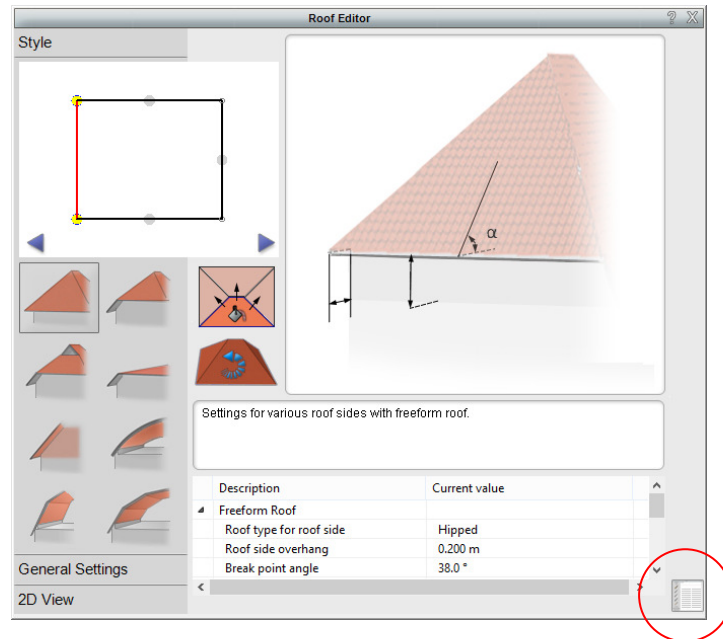 Roof Editor
? X
Style
α
Settings for various roof sides with freeform roof.
Description Current value
Freeform Roof
Roof type for roof side Hipped
Roof side overhang 0.200 m
Break point angle 38.0 °
General Settings
2D View